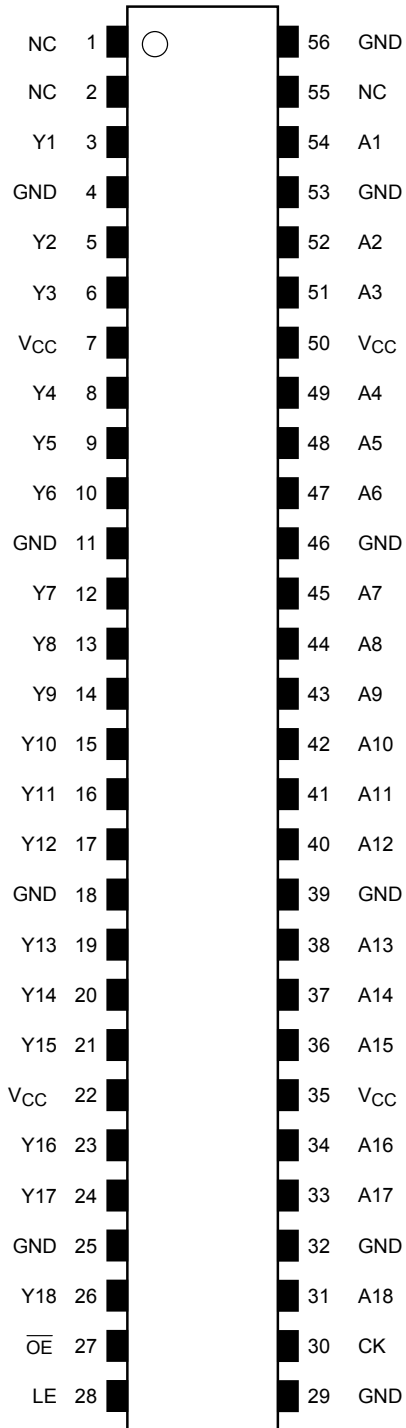 NC 1 56 GND
NC 2 55 NC
Y1 3 54 A1
GND 4 53 GND
Y2 5 52 A2
Y3 6 51 A3
VCC 7 50 VCC
Y4 8 49 A4
Y5 9 48 A5
Y6 10 47 A6
GND 11 46 GND
Y7 12 45 A7
Y8 13 44 A8
Y9 14 43 A9
Y10 15 42 A10
Y11 16 41 A11
Y12 17 40 A12
GND 18 39 GND
Y13 19 38 A13
Y14 20 37 A14
Y15 21 36 A15
VCC 22 35 VCC
Y16 23 34 A16
Y17 24 33 A17
GND 25 32 GND
Y18 26 31 A18
O̅E̅ 27 30 CK
LE 28 29 GND